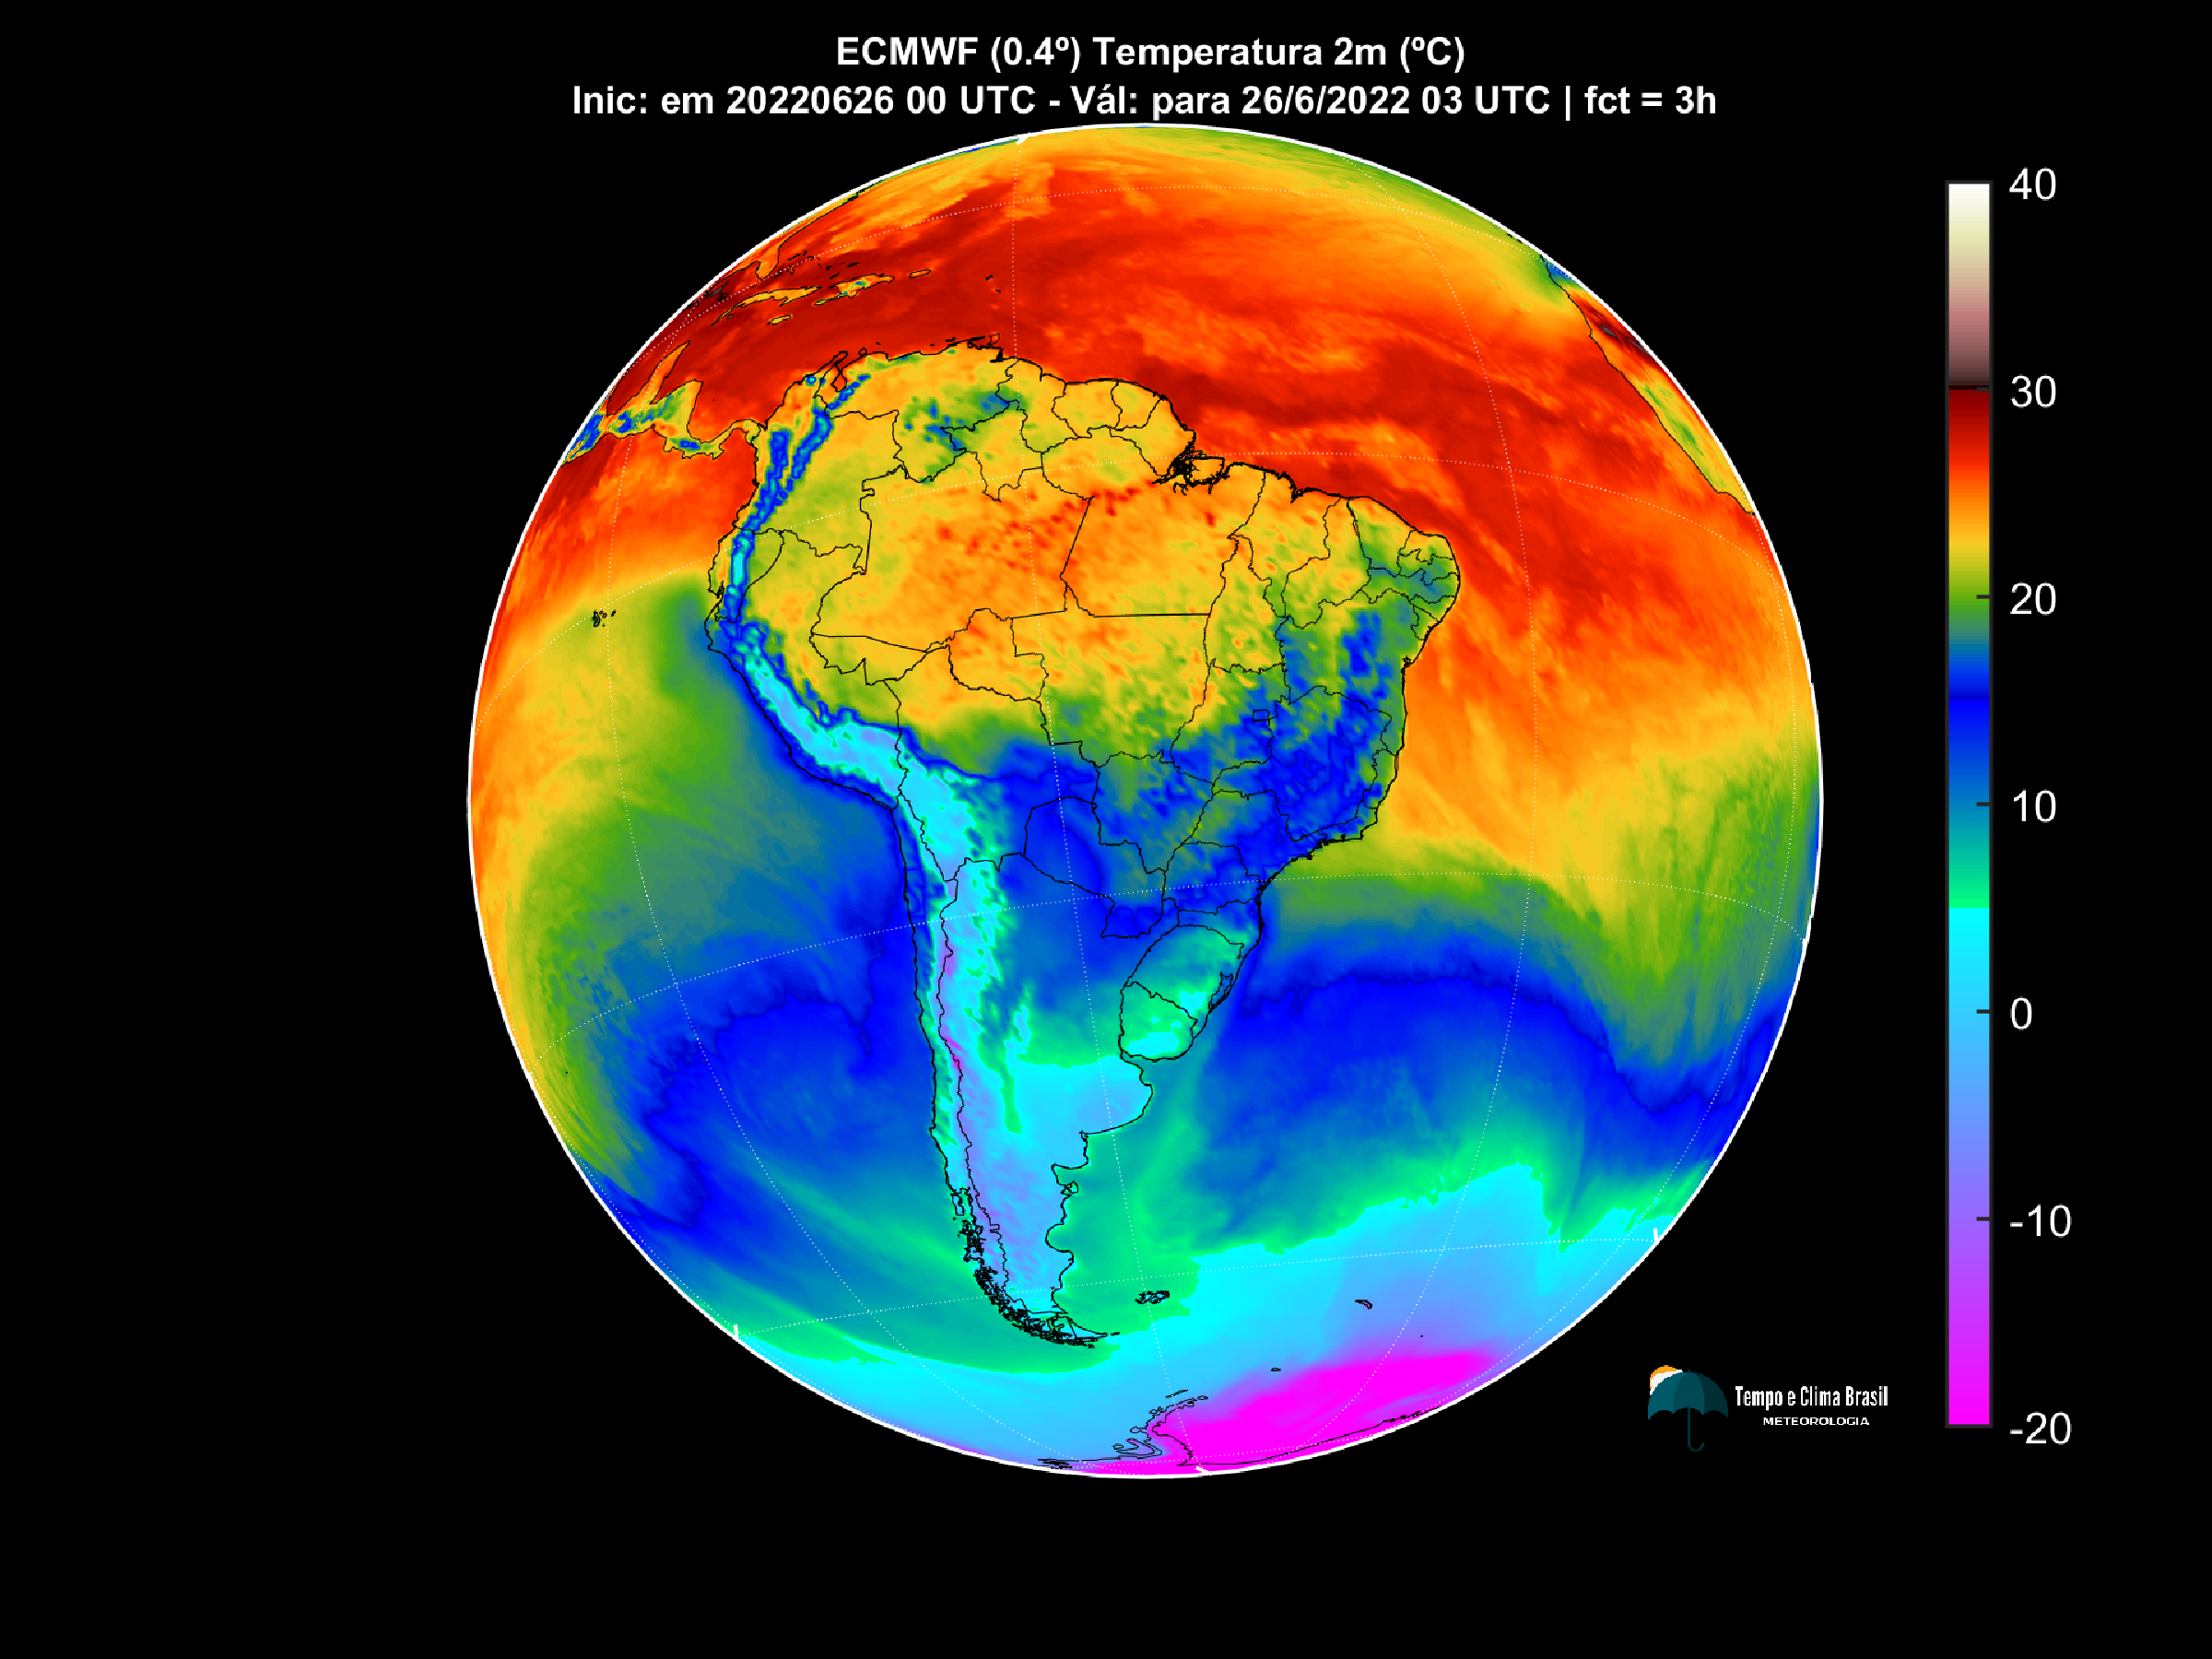 ECMWF (0.4º) Temperatura 2m (ºC)
Inic: em 20220626 00 UTC - Vál: para 26/6/2022 03 UTC | fct = 3h
40
30
20
10
0
-10
-20
Tempo e Clima Brasil
METEOROLOGIA